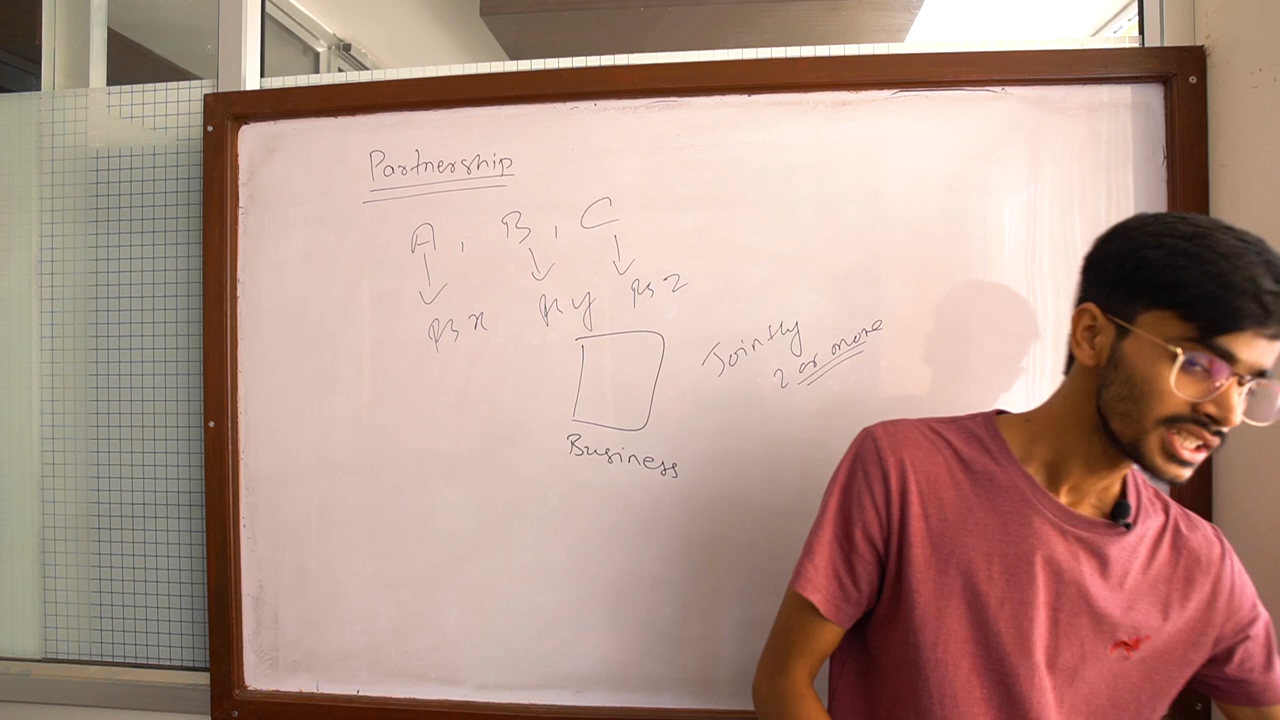 Partnership
A, B, C
Rs x Rs y Rs z
Jointly
2 or more
Business